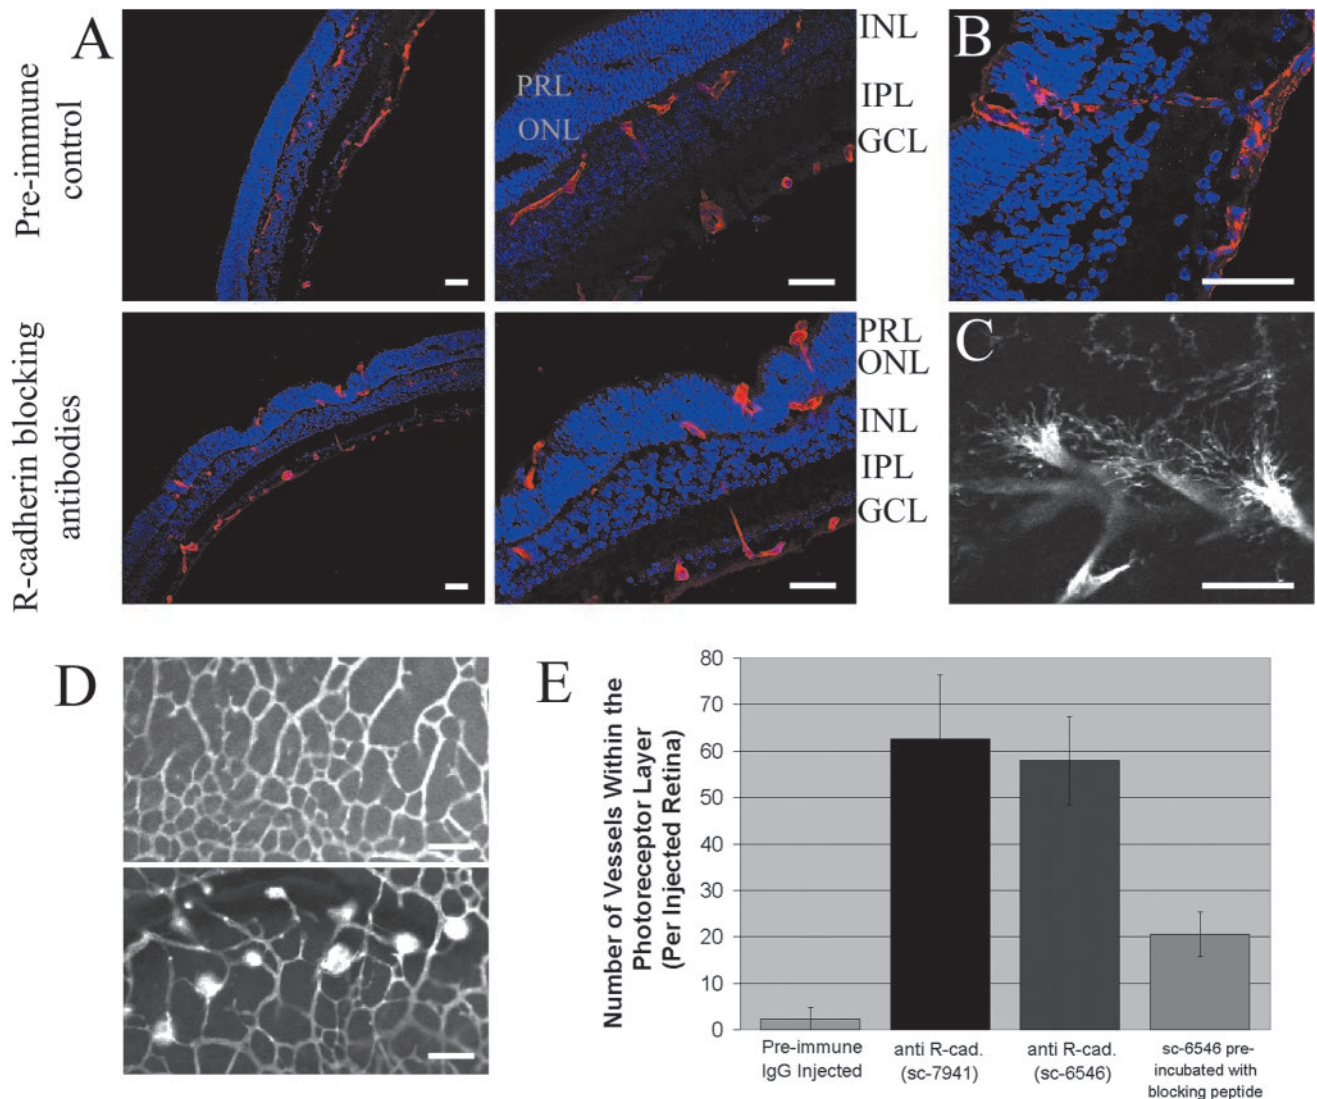 A
Pre-immune
control
PRL
ONL
INL
IPL
GCL
B
R-cadherin blocking
antibodies
PRL
ONL
INL
IPL
GCL
C
D
E
Number of Vessels Within the
Photoreceptor Layer
(Per Injected Retina)
80
70
60
50
40
30
20
10
0
Pre-immune
IgG Injected
anti R-cad.
(sc-7941)
anti R-cad.
(sc-6546)
sc-6546 pre-
incubated with
blocking peptide